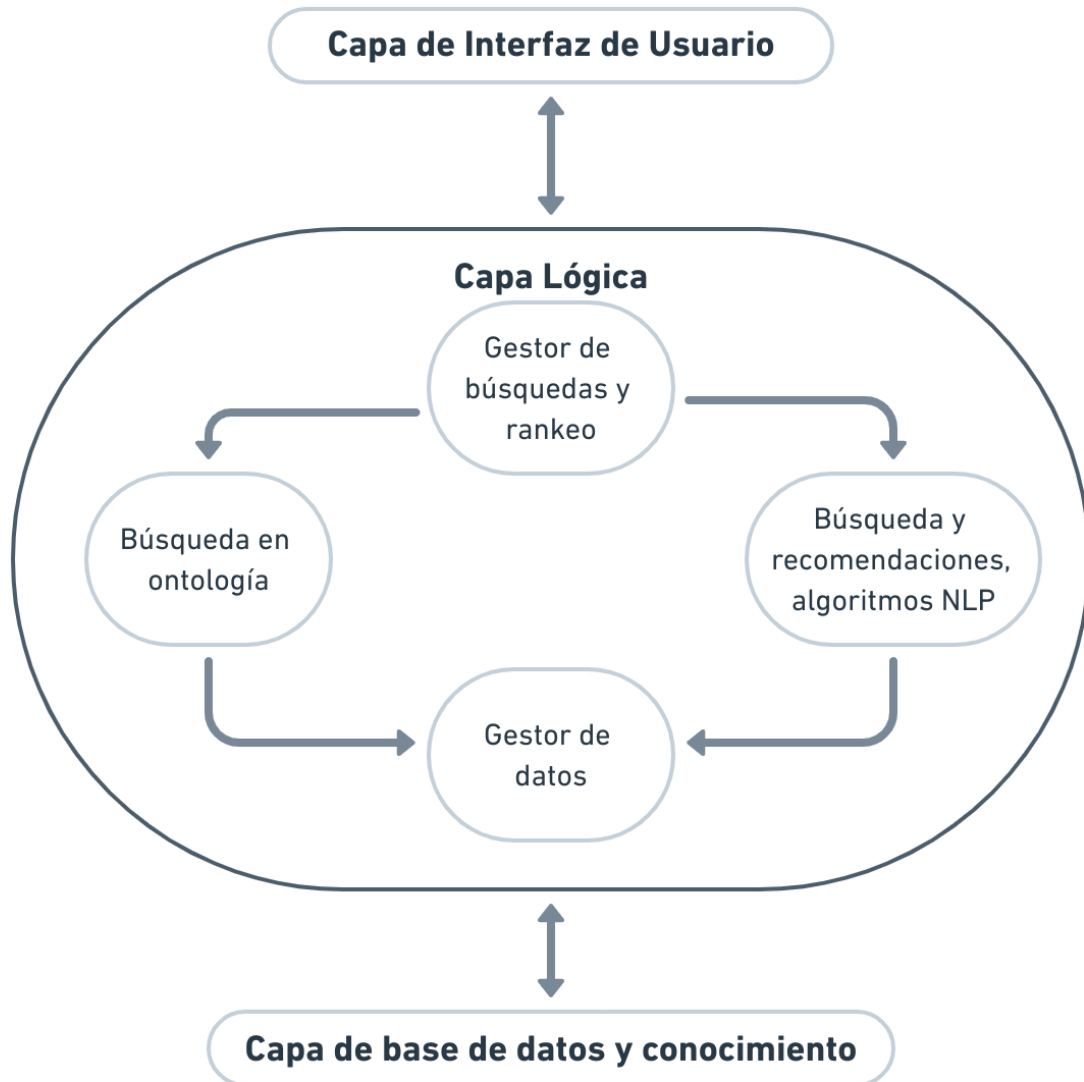 Capa de Interfaz de Usuario
Capa Lógica
Gestor de
búsquedas y
rankeo
Búsqueda en
ontología
Búsqueda y
recomendaciones,
algoritmos NLP
Gestor de
datos
Capa de base de datos y conocimiento